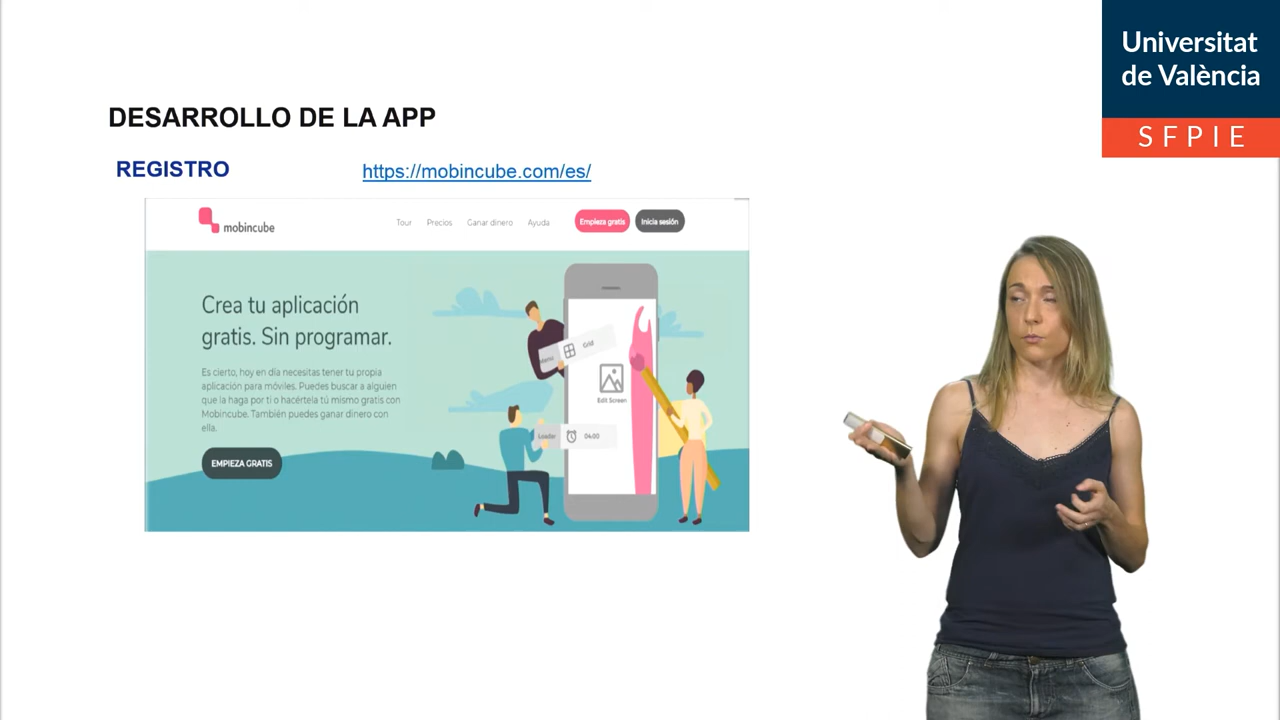 Universitat
de València
SFPIE
DESARROLLO DE LA APP
REGISTRO
https://mobincube.com/es/
mobincube
Tour
Precios
Ganar dinero
Ayuda
Empieza gratis
Inicia sesión
Crea tu aplicación
gratis. Sin programar.
Es cierto, hoy en día necesitas tener tu propia
aplicación para móviles. Puedes buscar a alguien
que la haga por ti o hacértela tú mismo gratis con
Mobincube. También puedes ganar dinero con
ella.
EMPIEZA GRATIS
Menú
Grid
Edit Screen
Loader
04:00